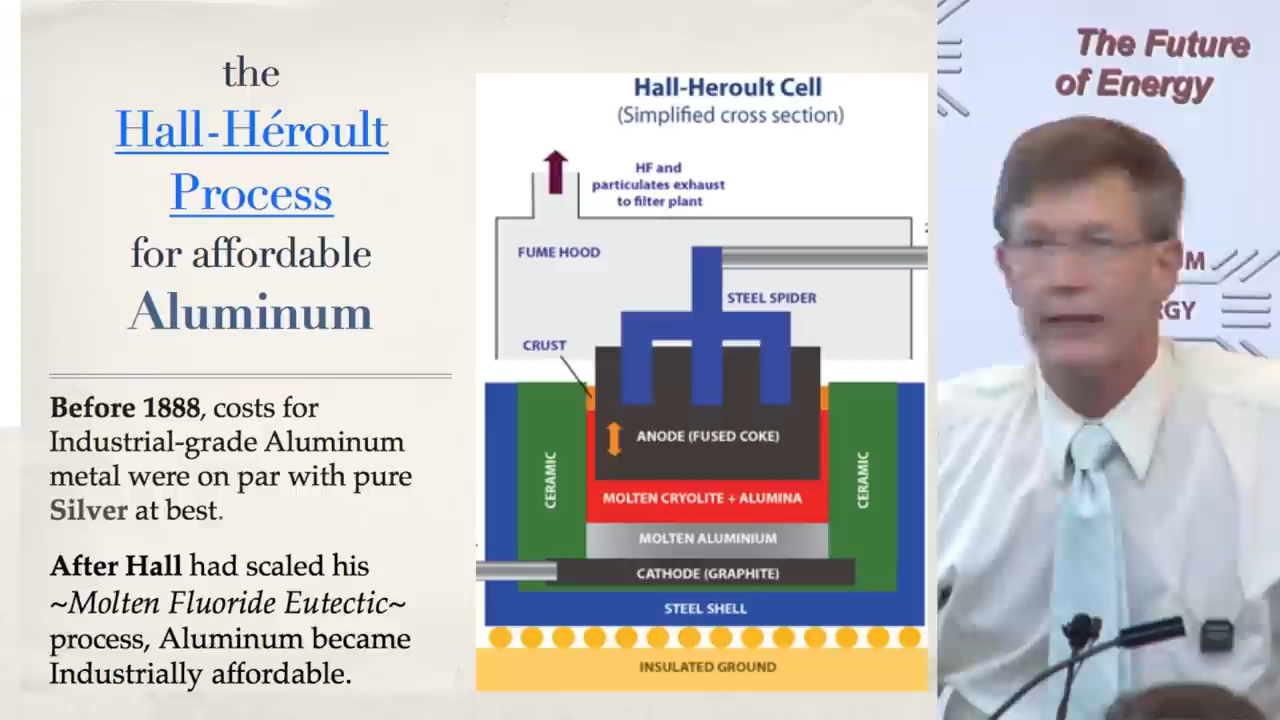 the
Hall-Héroult
Process
for affordable
Aluminum
Before 1888, costs for
Industrial-grade Aluminum
metal were on par with pure
Silver at best.
After Hall had scaled his
~Molten Fluoride Eutectic~
process, Aluminum became
Industrially affordable.
Hall-Heroult Cell
(Simplified cross section)
HF and
particulates exhaust
to filter plant
FUME HOOD
STEEL SPIDER
CRUST
ANODE (FUSED COKE)
CERAMIC
CERAMIC
MOLTEN CRYOLITE + ALUMINA
MOLTEN ALUMINIUM
CATHODE (GRAPHITE)
STEEL SHELL
INSULATED GROUND
The Future
of Energy